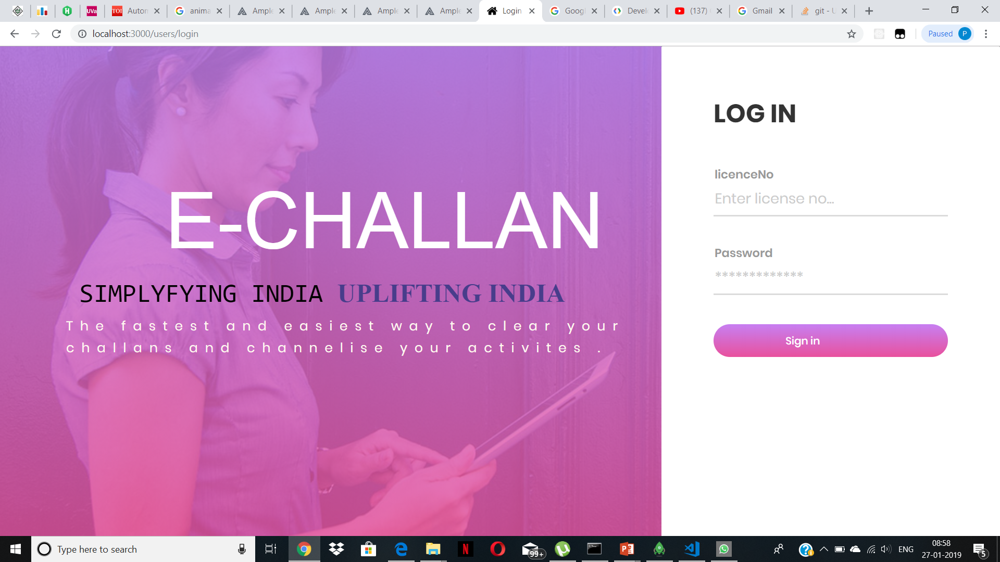 UVa
TOI
Auton
anima
Ample
Ample
Ample
Ample
Login
Googl
Devel
(137)
Gmail
git - U
localhost:3000/users/login
Paused
P
E-CHALLAN
SIMPLYFYING INDIA UPLIFTING INDIA
The fastest and easiest way to clear your
challans and channelise your activites .
LOG IN
licenceNo
Enter license no...
Password
*************
Sign in
Type here to search
99+
ENG
08:58
27-01-2019
5